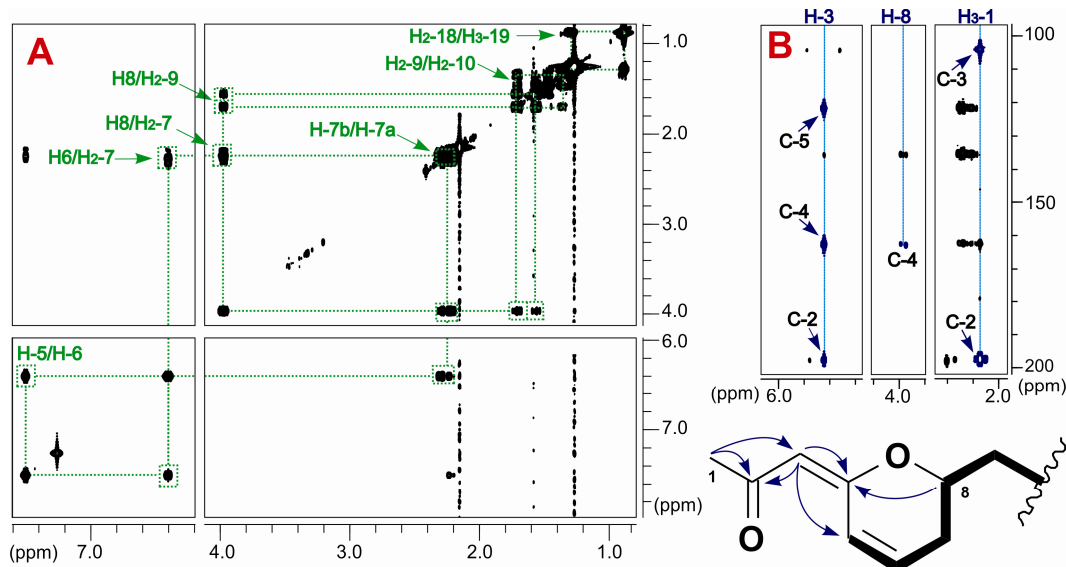 A
H₂-18/H₃-19
H₂-9/H₂-10
H8/H₂-9
H8/H₂-7
H-7b/H-7a
H6/H₂-7
H-5/H-6
1.0
2.0
3.0
4.0
6.0
7.0
(ppm)
(ppm) 7.0 4.0 3.0 2.0 1.0
H-3 H-8 H₃-1
B
C-3
C-5
C-4
C-4
C-2 C-2
100
150
200
(ppm) 6.0 (ppm) 4.0 (ppm) 2.0
O
1
8
O